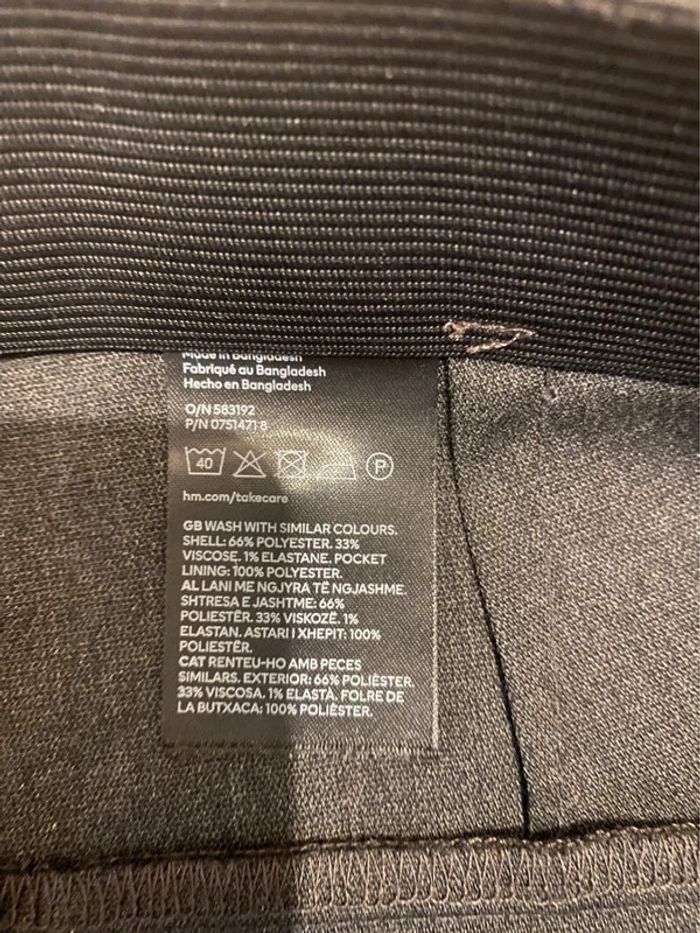 Made in Bangladesh
Fabriqué au Bangladesh
Hecho en Bangladesh
O/N 583192
P/N 0751471 8
40
P
hm.com/takecare
GB WASH WITH SIMILAR COLOURS.
SHELL: 66% POLYESTER. 33%
VISCOSE. 1% ELASTANE. POCKET
LINING: 100% POLYESTER.
AL LANI ME NGJYRA TË NGJASHME.
SHTRESA E JASHTME: 66%
POLIESTËR. 33% VISKOZË. 1%
ELASTAN. ASTARI I XHEPIT: 100%
POLIESTËR.
CAT RENTEU-HO AMB PECES
SIMILARS. EXTERIOR: 66% POLIÈSTER.
33% VISCOSA. 1% ELASTÀ. FOLRE DE
LA BUTXACA: 100% POLIÈSTER.